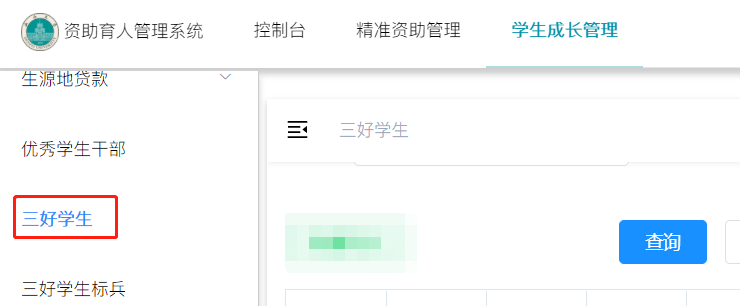 资助育人管理系统 控制台 精准资助管理 学生成长管理
生源地贷款
三好学生
优秀学生干部
三好学生
查询
三好学生标兵